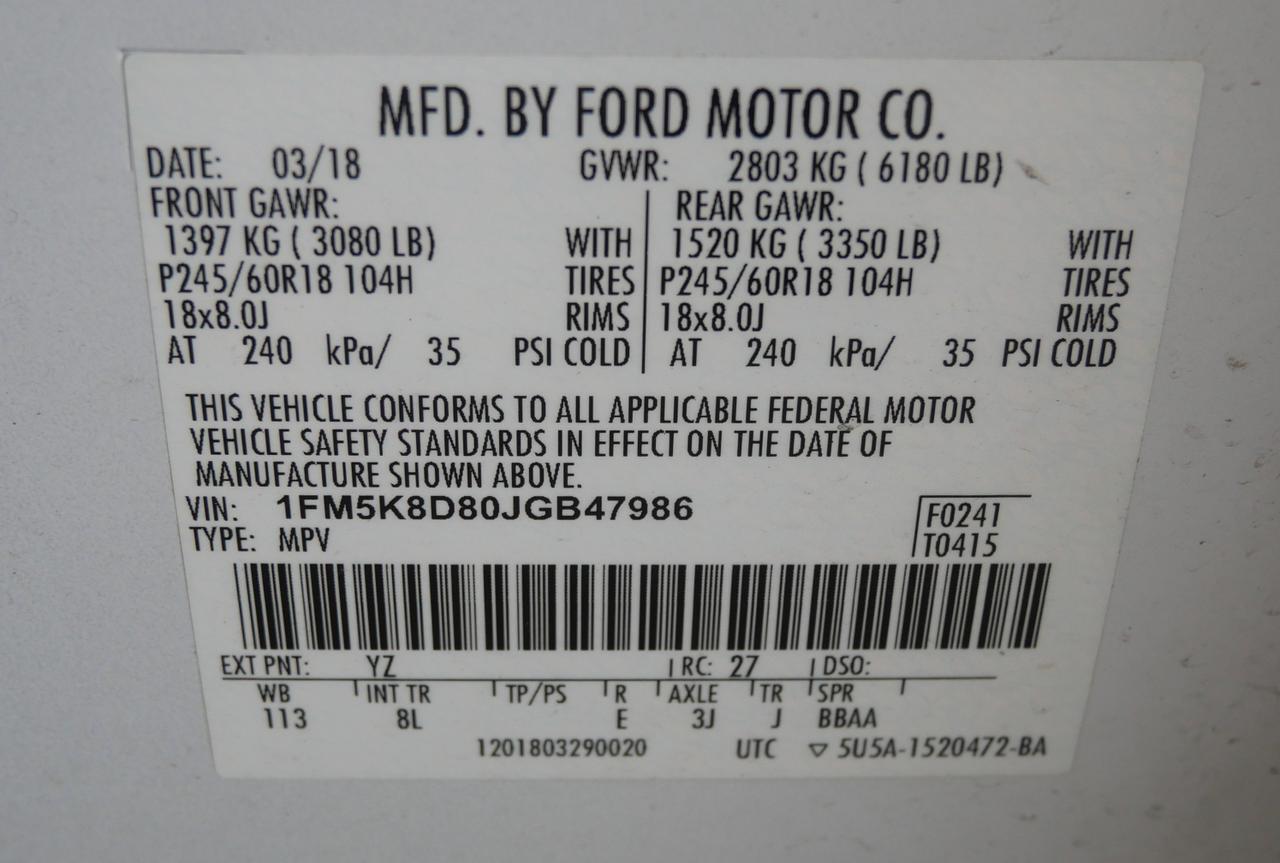 MFD. BY FORD MOTOR CO.
DATE: 03/18 GVWR: 2803 KG ( 6180 LB)
FRONT GAWR: REAR GAWR:
1397 KG ( 3080 LB) WITH 1520 KG ( 3350 LB) WITH
P245/60R18 104H TIRES P245/60R18 104H TIRES
18x8.0J RIMS 18x8.0J RIMS
AT 240 kPa/ 35 PSI COLD AT 240 kPa/ 35 PSI COLD
THIS VEHICLE CONFORMS TO ALL APPLICABLE FEDERAL MOTOR
VEHICLE SAFETY STANDARDS IN EFFECT ON THE DATE OF
MANUFACTURE SHOWN ABOVE.
VIN: 1FM5K8D80JGB47986 F0241
TYPE: MPV T0415
EXT PNT: YZ RC: 27 DSO:
WB INT TR TP/PS R AXLE TR SPR
113 8L E 3J J BBAA
1201803290020 UTC ▽ 5U5A-1520472-BA